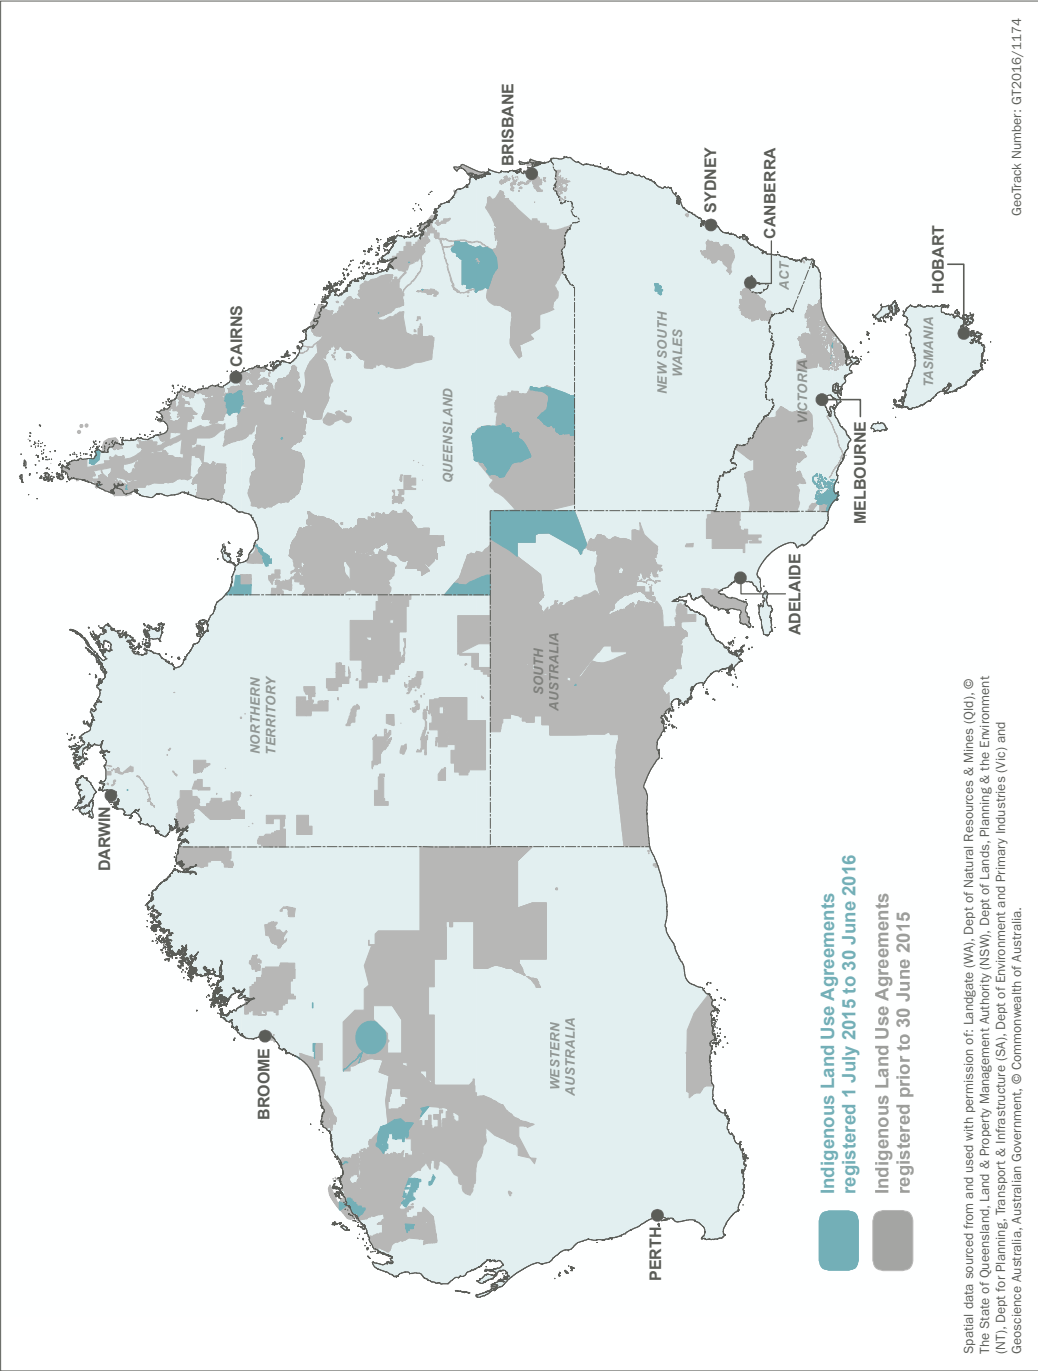 DARWIN
CAIRNS
BROOME
BRISBANE
PERTH
ADELAIDE
SYDNEY
CANBERRA
MELBOURNE
HOBART
NORTHERN
TERRITORY
QUEENSLAND
WESTERN
AUSTRALIA
SOUTH
AUSTRALIA
NEW SOUTH
WALES
ACT
VICTORIA
TASMANIA
Indigenous Land Use Agreements
registered 1 July 2015 to 30 June 2016
Indigenous Land Use Agreements
registered prior to 30 June 2015
Spatial data sourced from and used with permission of: Landgate (WA), Dept of Natural Resources & Mines (Qld), ©
The State of Queensland, Land & Property Management Authority (NSW), Dept of Lands, Planning & the Environment
(NT), Dept for Planning, Transport & Infrastructure (SA), Dept of Environment and Primary Industries (Vic) and
Geoscience Australia, Australian Government, © Commonwealth of Australia.
GeoTrack Number: GT2016/1174